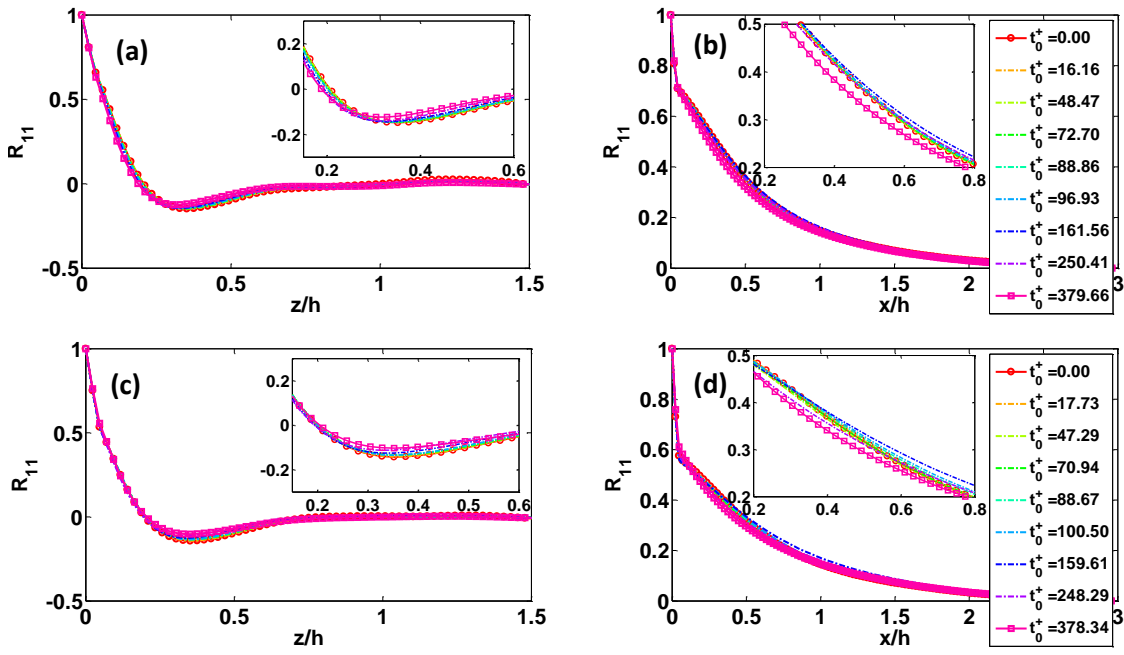 (a)
R11
1
0.5
0
-0.5
0
0.5
1
1.5
z/h
0.2
0
-0.2
0.2
0.4
0.6
(b)
R11
1
0.8
0.6
0.4
0.2
0
0
0.5
1
1.5
2
3
x/h
0.5
0.4
0.3
0.2
0.2
0.4
0.6
0.8
t0+ =0.00
t0+ =16.16
t0+ =48.47
t0+ =72.70
t0+ =88.86
t0+ =96.93
t0+ =161.56
t0+ =250.41
t0+ =379.66
(c)
R11
1
0.5
0
-0.5
0
0.5
1
1.5
z/h
0.2
0
-0.2
0.2
0.3
0.4
0.5
0.6
(d)
R11
1
0.8
0.6
0.4
0.2
0
0
0.5
1
1.5
2
3
x/h
0.5
0.4
0.3
0.2
0.2
0.4
0.6
0.8
t0+ =0.00
t0+ =17.73
t0+ =47.29
t0+ =70.94
t0+ =88.67
t0+ =100.50
t0+ =159.61
t0+ =248.29
t0+ =378.34